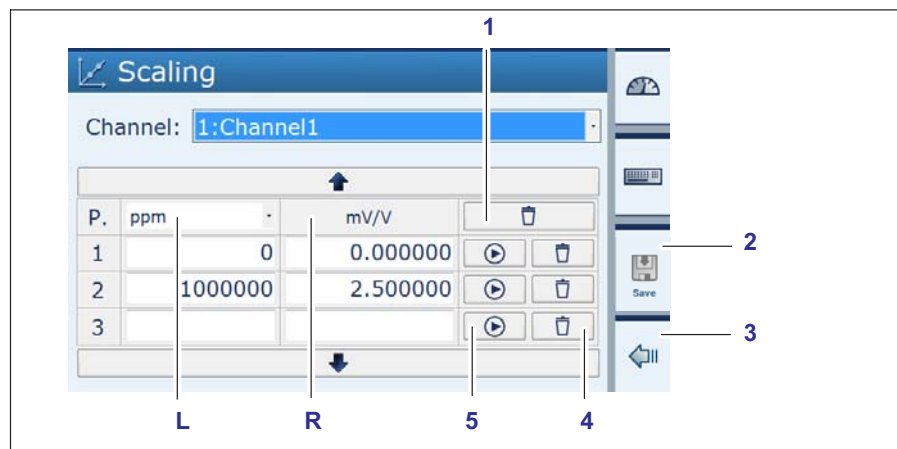 1
Scaling
Channel: 1:Channel1
P. ppm mV/V
1 0 0.000000
2 1000000 2.500000
3
Save
2
3
L R 5 4